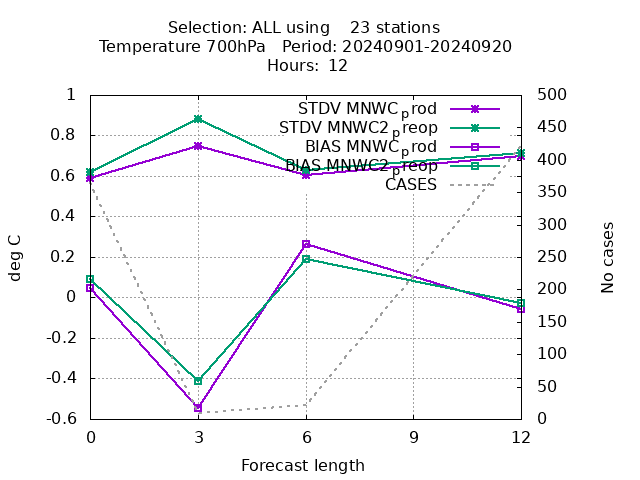 Selection: ALL using 23 stations
Temperature 700hPa Period: 20240901-20240920
Hours: 12
STDV MNWC_prod
STDV MNWC2_preop
BIAS MNWC_prod
BIAS MNWC2_preop
CASES
deg C
1
0.8
0.6
0.4
0.2
0
-0.2
-0.4
-0.6
500
450
400
350
300
250
200
150
100
50
0
No cases
0 3 6 9 12
Forecast length